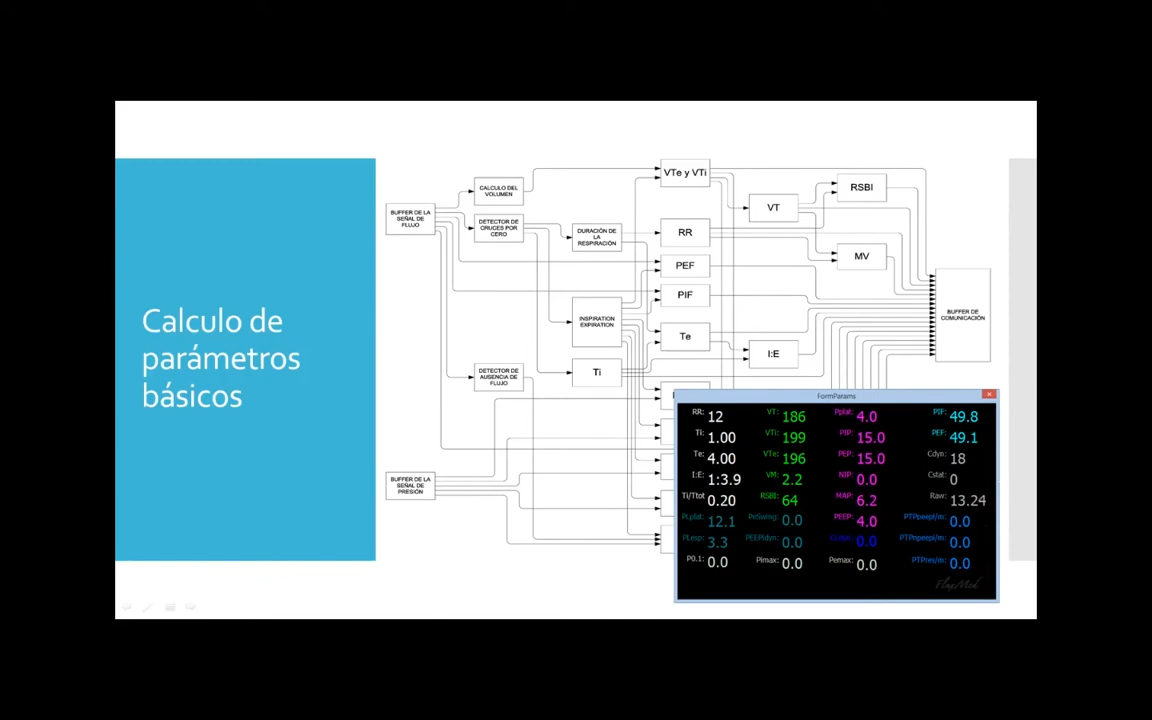 Calculo de
parámetros
básicos
BUFFER DE LA
SEÑAL DE
FLUJO
CALCULO DEL
VOLUMEN
DETECTOR DE
CRUCES POR
CERO
DURACIÓN DE
LA
RESPIRACIÓN
INSPIRATION
EXPIRATION
DETECTOR DE
AUSENCIA DE
FLUJO
Ti
BUFFER DE LA
SEÑAL DE
PRESIÓN
VTe y VTi
RR
PEF
PIF
Te
VT
I:E
RSBI
MV
BUFFER DE
COMUNICACIÓN
FormParams
RR: 12 VT: 186 Pplat: 4.0 PIF: 49.8
Ti: 1.00 VTi: 199 PIP: 15.0 PEF: 49.1
Te: 4.00 VTe: 196 PEP: 15.0 Cdyn: 18
I:E: 1:3.9 VM: 2.2 NIP: 0.0 Cstat: 0
Ti/Ttot 0.20 RSBI: 64 MAP: 6.2 Raw: 13.24
PLplat: 12.1 PeSwing: 0.0 PEEP: 4.0 PTPpeepi/m: 0.0
PLesp: 3.3 PEEPidyn: 0.0 0.0 PTPnpeepi/m: 0.0
P0.1: 0.0 Pimax: 0.0 Pemax: 0.0 PTPres/m: 0.0
FluxMed